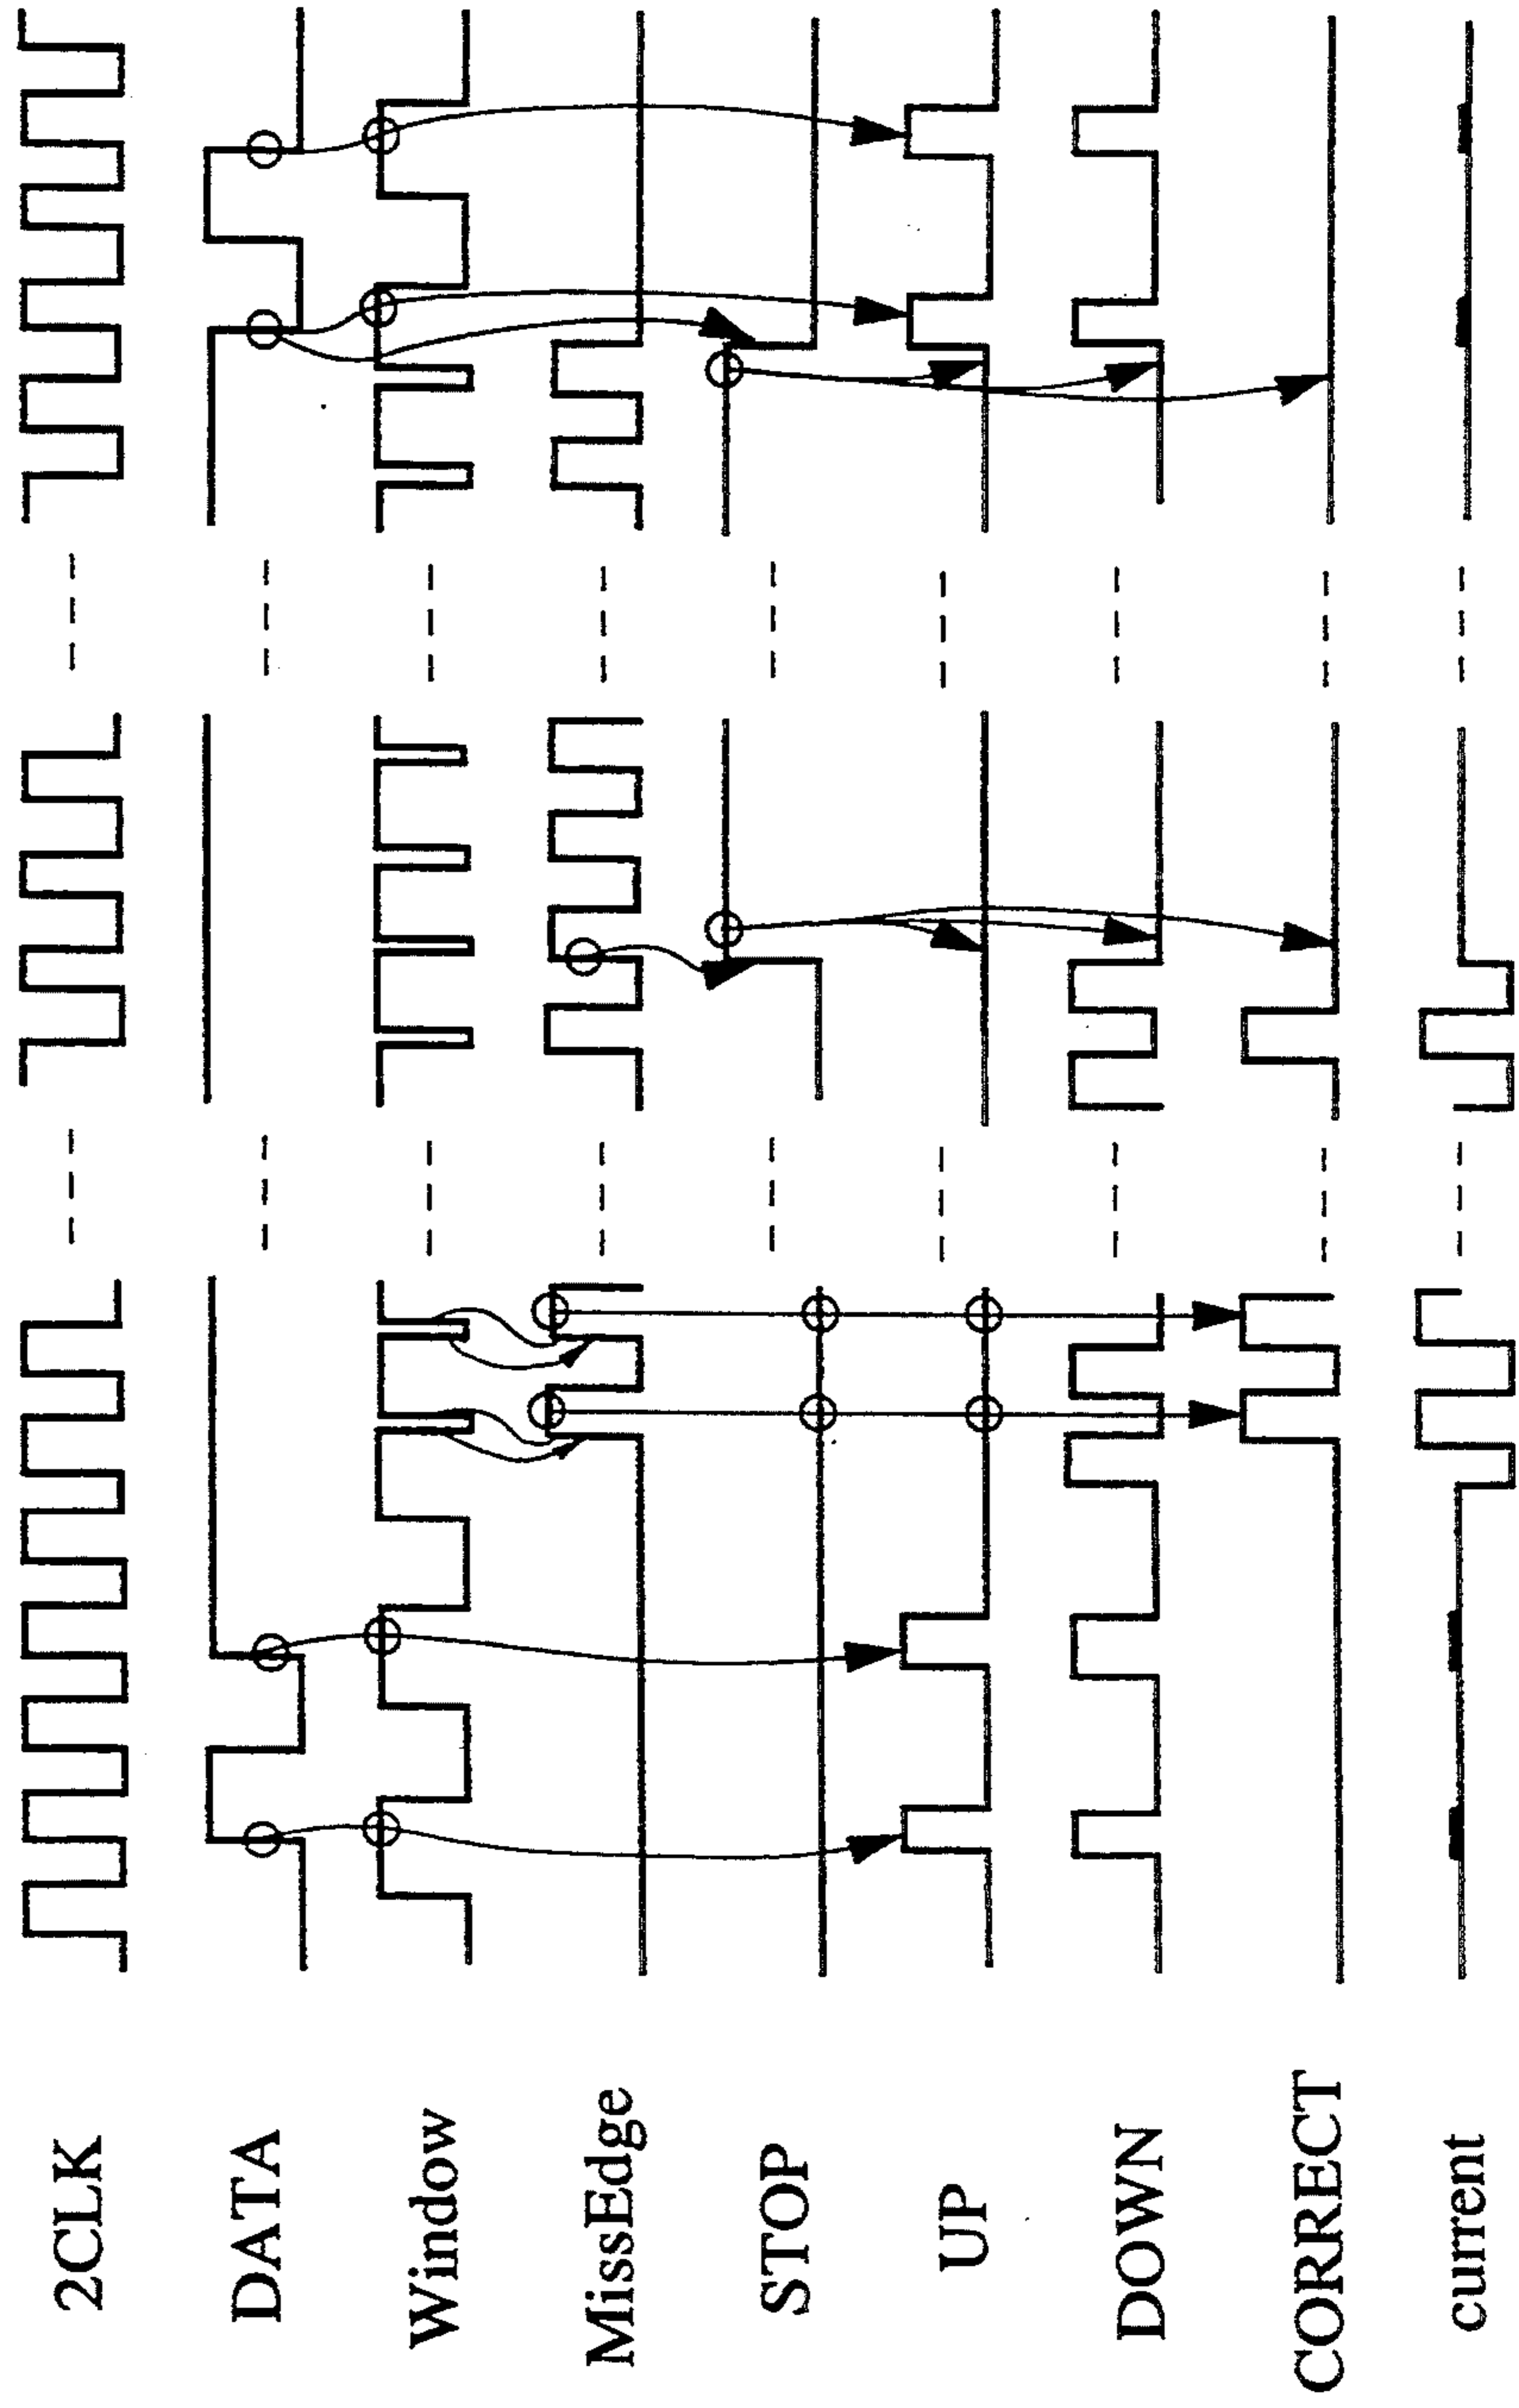 2CLK
DATA
Window
MissEdge
STOP
UP
DOWN
CORRECT
current